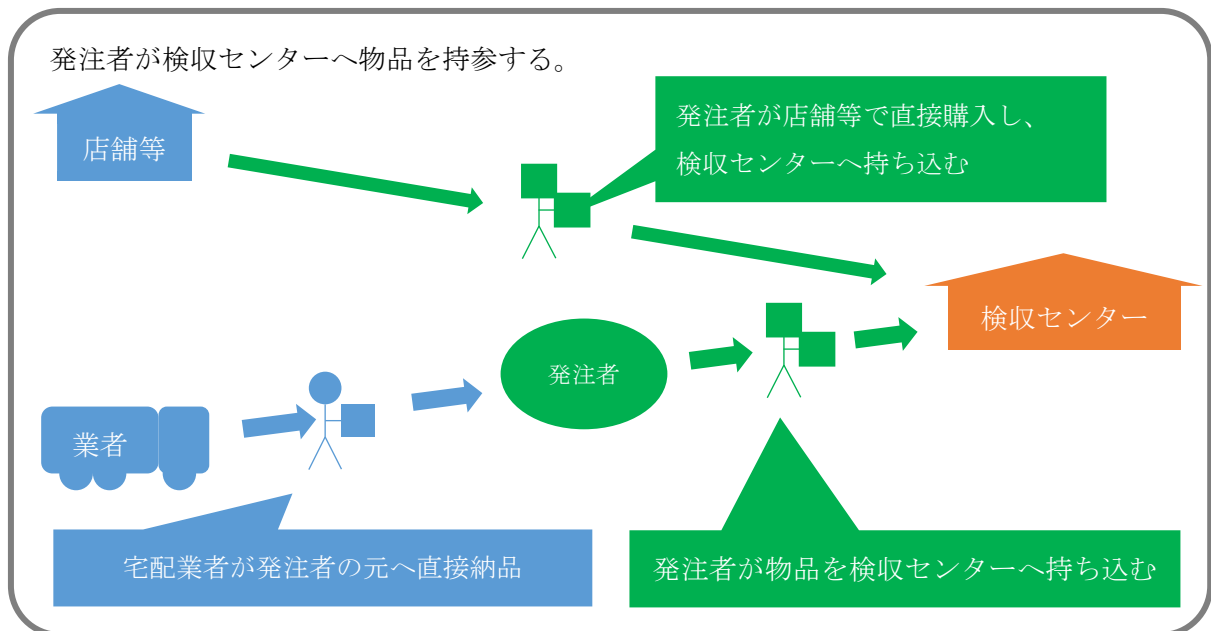 発注者が検収センターへ物品を持参する。
店舗等
発注者が店舗等で直接購入し、
検収センターへ持ち込む
検収センター
発注者
業者
宅配業者が発注者の元へ直接納品
発注者が物品を検収センターへ持ち込む